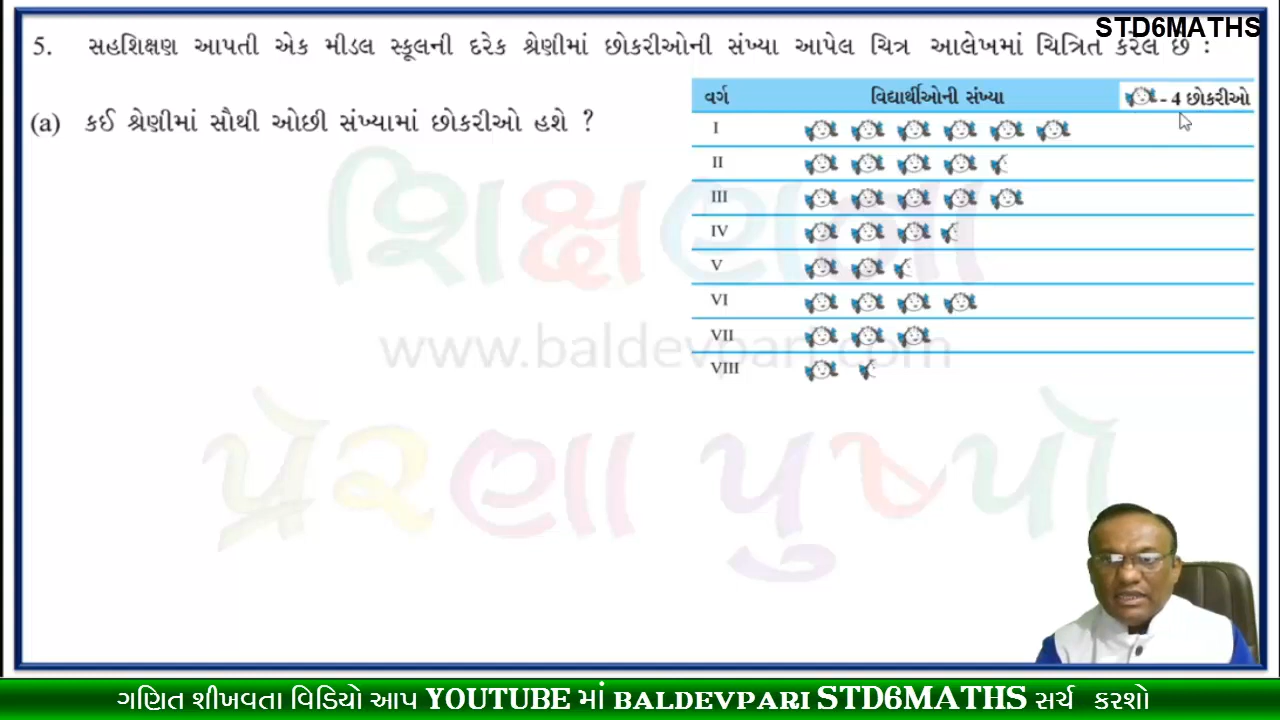 STD6MATHS
5. સહશિક્ષણ આપતી એક મીડલ સ્કૂલની દરેક શ્રેણીમાં છોકરીઓની સંખ્યા આપેલ ચિત્ર આલેખમાં ચિત્રિત કરેલ છે :
(a) કઈ શ્રેણીમાં સૌથી ઓછી સંખ્યામાં છોકરીઓ હશે ?
વર્ગ વિદ્યાર્થીઓની સંખ્યા - 4 છોકરીઓ
I
II
III
IV
V
VI
VII
VIII
શિક્ષણના
www.baldevpari.com
પ્રેરણા પુષ્પો
ગણિત શીખવતા વિડિયો આપ YOUTUBE માં BALDEVPARI STD6MATHS સર્ચ કરશો